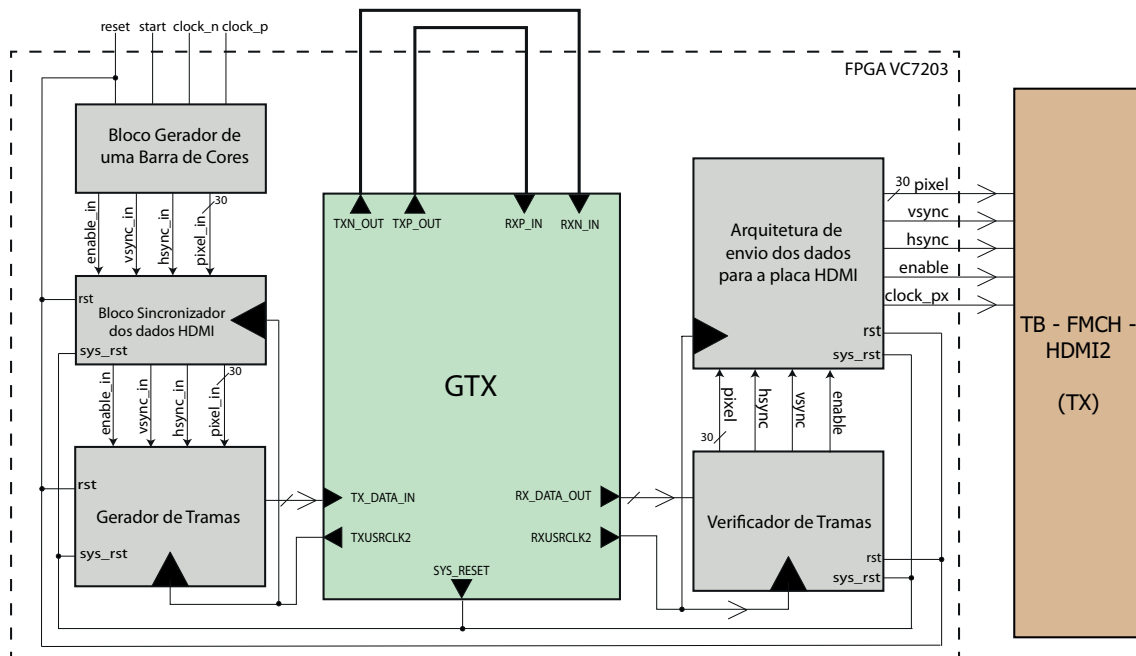 reset start clock_n clock_p
FPGA VC7203
Bloco Gerador de
uma Barra de Cores
enable_in
vsync_in
hsync_in
pixel_in
30
rst
Bloco Sincronizador
dos dados HDMI
sys_rst
enable_in
vsync_in
hsync_in
pixel_in
30
rst
Gerador de Tramas
sys_rst
TXN_OUT
TXP_OUT
RXP_IN
RXN_IN
GTX
TX_DATA_IN
TXUSRCLK2
RX_DATA_OUT
RXUSRCLK2
SYS_RESET
Arquitetura de
envio dos dados
para a placa HDMI
30
pixel
vsync
hsync
enable
clock_px
rst
sys_rst
pixel
hsync
vsync
enable
30
Verificador de Tramas
rst
sys_rst
TB - FMCH -
HDMI2
(TX)